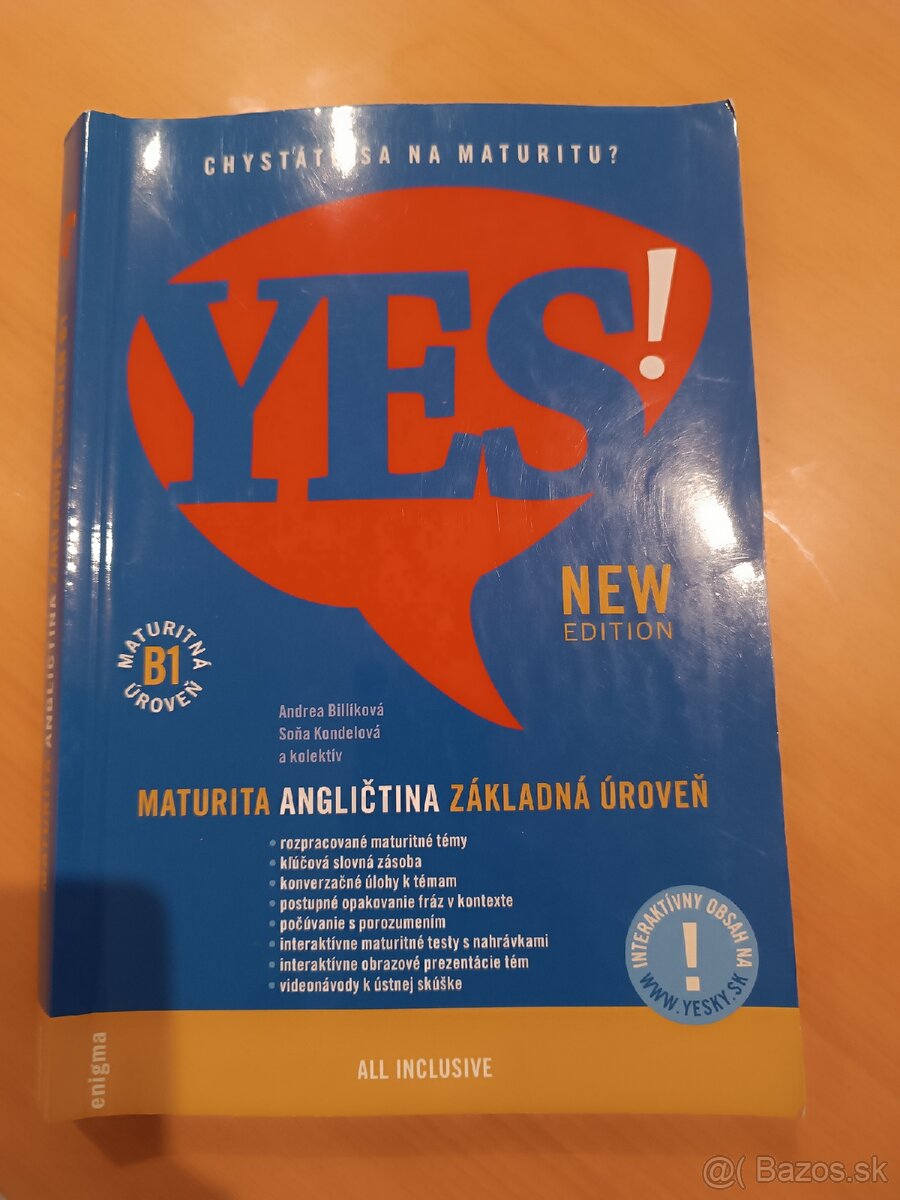 CHYSTÁTE SA NA MATURITU?
YES!
NEW
EDITION
MATURITNÁ
B1
ÚROVEŇ
Andrea Billíková
Soňa Kondelová
a kolektív
MATURITA ANGLIČTINA ZÁKLADNÁ ÚROVEŇ
• rozpracované maturitné témy
• kľúčová slovná zásoba
• konverzačné úlohy k témam
• postupné opakovanie fráz v kontexte
• počúvanie s porozumením
• interaktívne maturitné testy s nahrávkami
• interaktívne obrazové prezentácie tém
• videonávody k ústnej skúške
INTERAKTÍVNY OBSAH NA
!
WWW.YESKY.SK
enigma
ALL INCLUSIVE
@( Bazos.sk